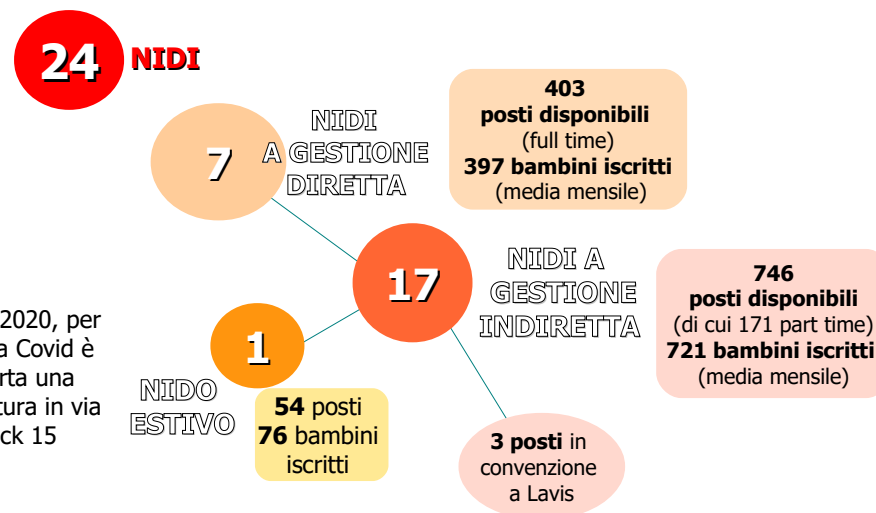 24 NIDI
7
NIDI
A GESTIONE
DIRETTA
403
posti disponibili
(full time)
397 bambini iscritti
(media mensile)
17
NIDI A
GESTIONE
INDIRETTA
746
posti disponibili
(di cui 171 part time)
721 bambini iscritti
(media mensile)
2020, per
a Covid è
rta una
tura in via
ck 15
1
NIDO
ESTIVO
54 posti
76 bambini
iscritti
3 posti in
convenzione
a Lavis